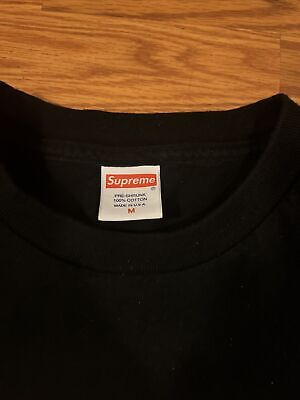 Supreme
®
PRE-SHRUNK
100% COTTON
MADE IN U.S.A
M